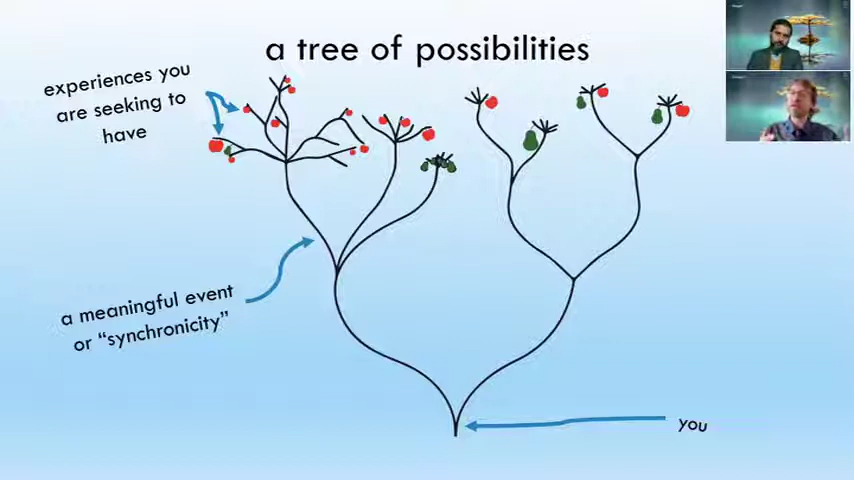 a tree of possibilities
experiences you
are seeking to
have
a meaningful event
or "synchronicity"
you